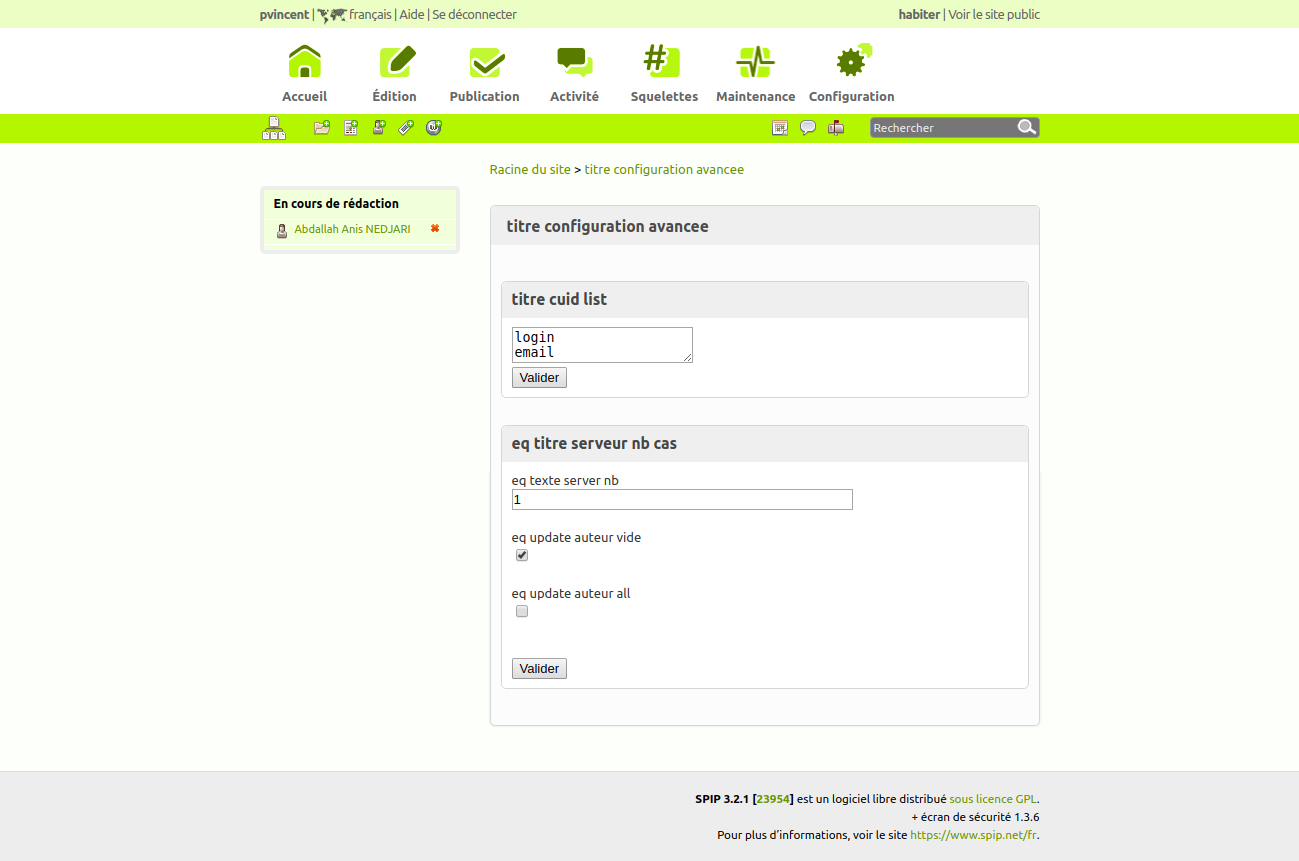 pvincent | français | Aide | Se déconnecter
habiter | Voir le site public
Accueil
Édition
Publication
Activité
Squelettes
Maintenance
Configuration
Rechercher
Racine du site > titre configuration avancee
En cours de rédaction
Abdallah Anis NEDJARI
titre configuration avancee
titre cuid list
login
email
Valider
eq titre serveur nb cas
eq texte server nb
1
eq update auteur vide
eq update auteur all
Valider
SPIP 3.2.1 [23954] est un logiciel libre distribué sous licence GPL.
+ écran de sécurité 1.3.6
Pour plus d’informations, voir le site https://www.spip.net/fr.